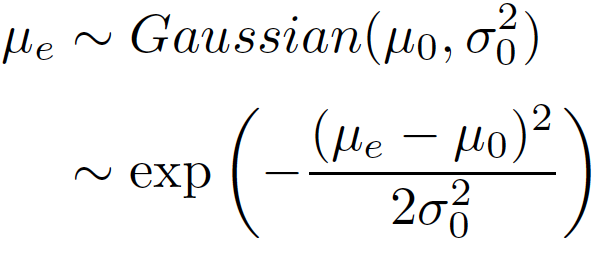 μ_e ∼ Gaussian(μ_0, σ_0^2)
∼ exp(−(μ_e − μ_0)^2 / 2σ_0^2)